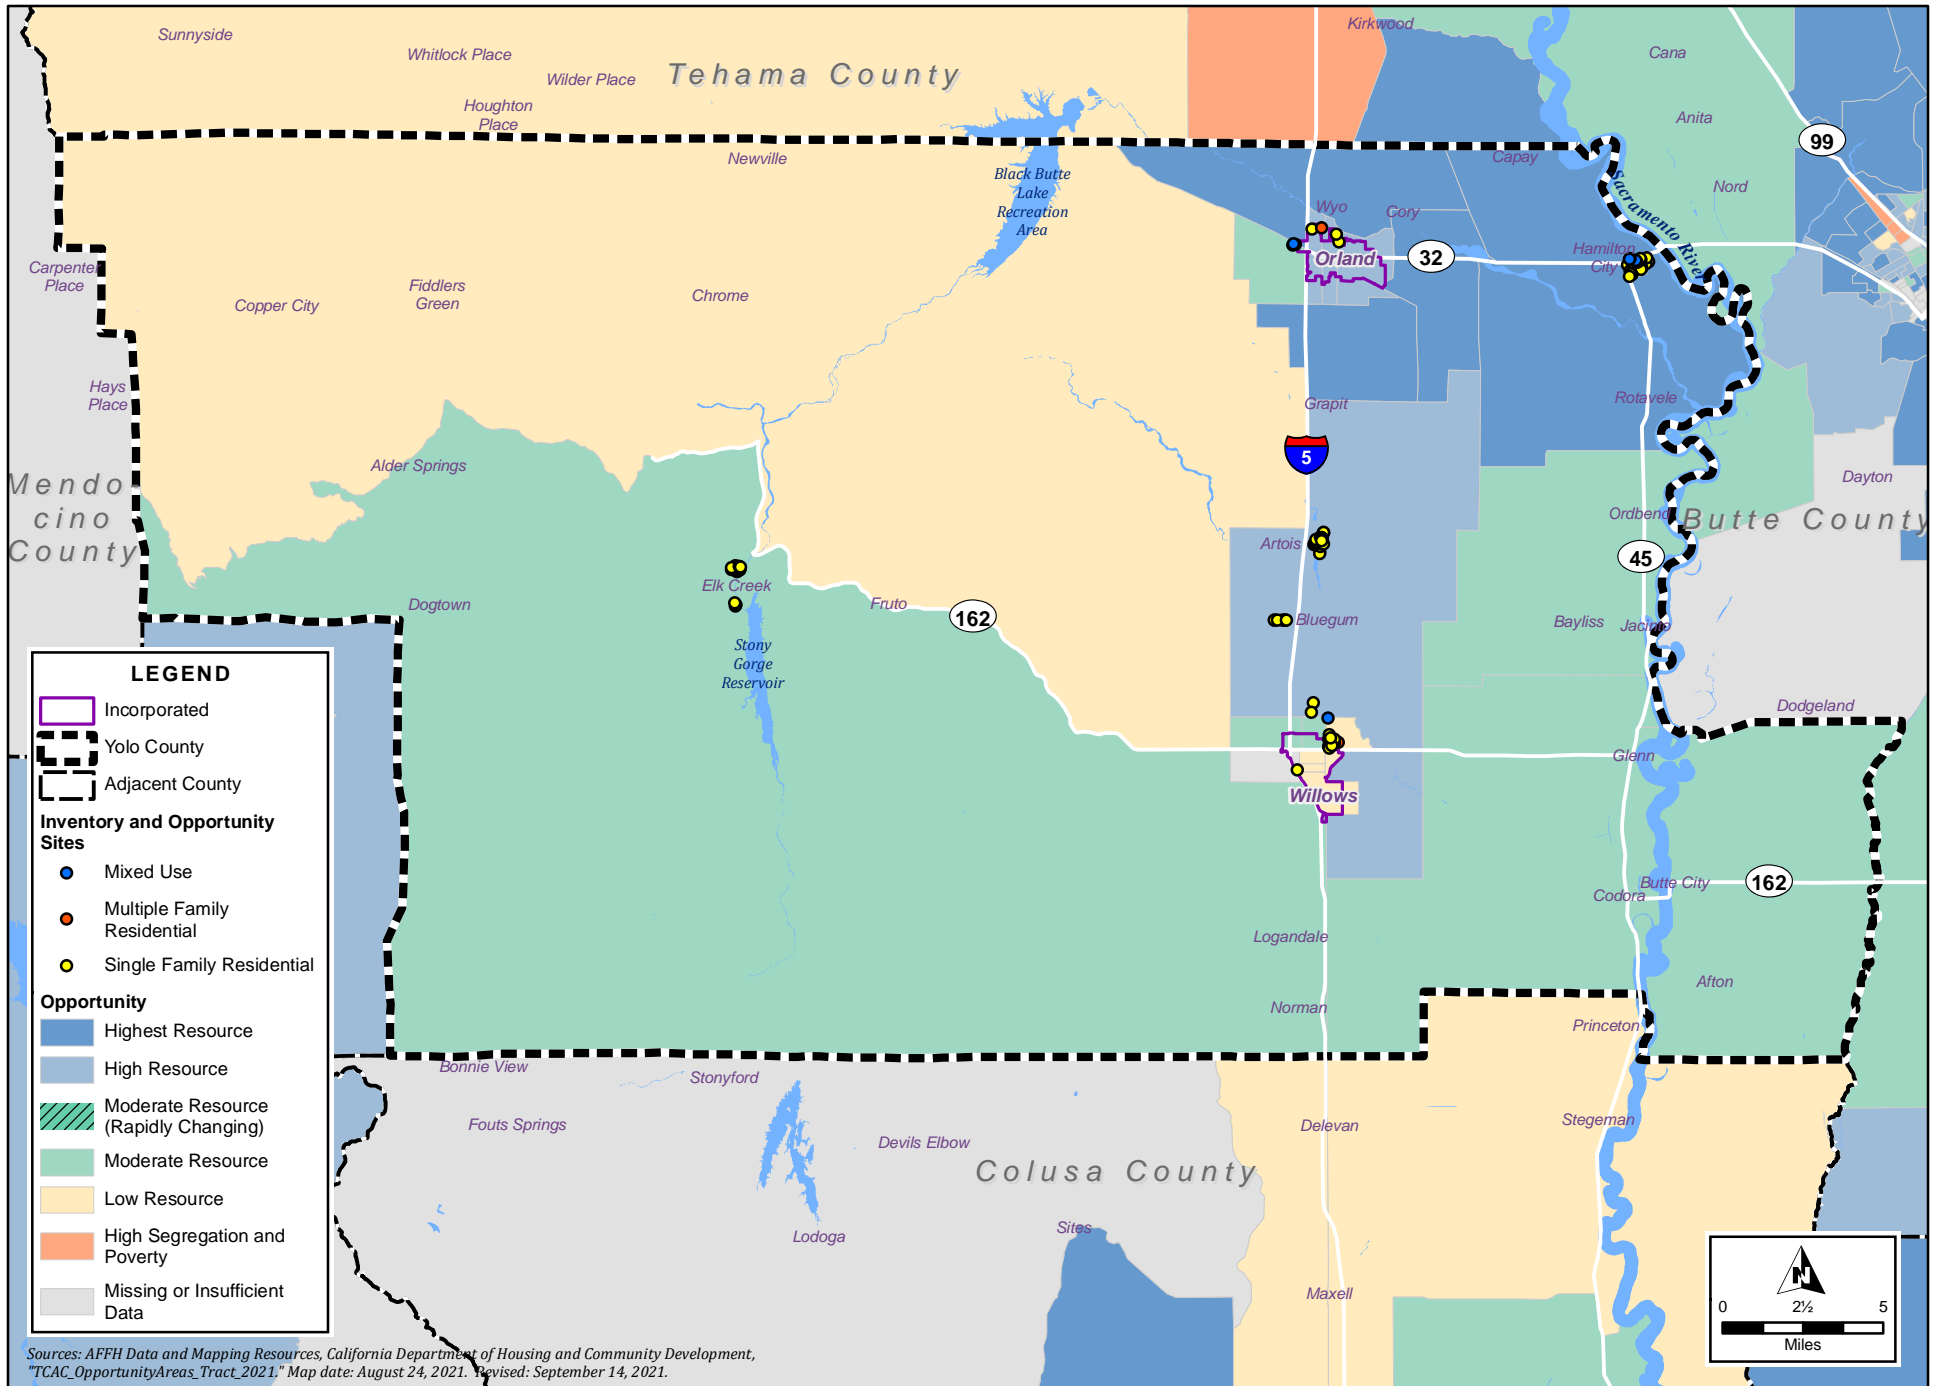 Sunnyside
Whitlock Place
Wilder Place
Houghton
Place
Tehama County
Kirkwood
Cana
Anita
99
Nord
Capay
Newville
Black Butte
Lake
Recreation
Area
Wyo
Cory
Sacramento River
Hamilton
City
Orland
32
Carpenter
Place
Copper City
Fiddlers
Green
Chrome
Hays
Place
Grapit
Rotavele
5
Alder Springs
Mendo-
cino
County
Dayton
Ordbend
Butte County
Artois
45
Elk Creek
Dogtown
Fruto
162
Bluegum
Bayliss
Jacinto
Stony
Gorge
Reservoir
Dodgeland
Glenn
Willows
Butte City
162
Codora
Logandale
Afton
Norman
Princeton
Bonnie View
Stonyford
Fouts Springs
Devils Elbow
Delevan
Stegeman
Colusa County
Sites
Lodoga
Maxell
LEGEND
Incorporated
Yolo County
Adjacent County
Inventory and Opportunity
Sites
Mixed Use
Multiple Family
Residential
Single Family Residential
Opportunity
Highest Resource
High Resource
Moderate Resource
(Rapidly Changing)
Moderate Resource
Low Resource
High Segregation and
Poverty
Missing or Insufficient
Data
N
0 2½ 5
Miles
Sources: AFFH Data and Mapping Resources, California Department of Housing and Community Development,
"TCAC_OpportunityAreas_Tract_2021." Map date: August 24, 2021. Revised: September 14, 2021.